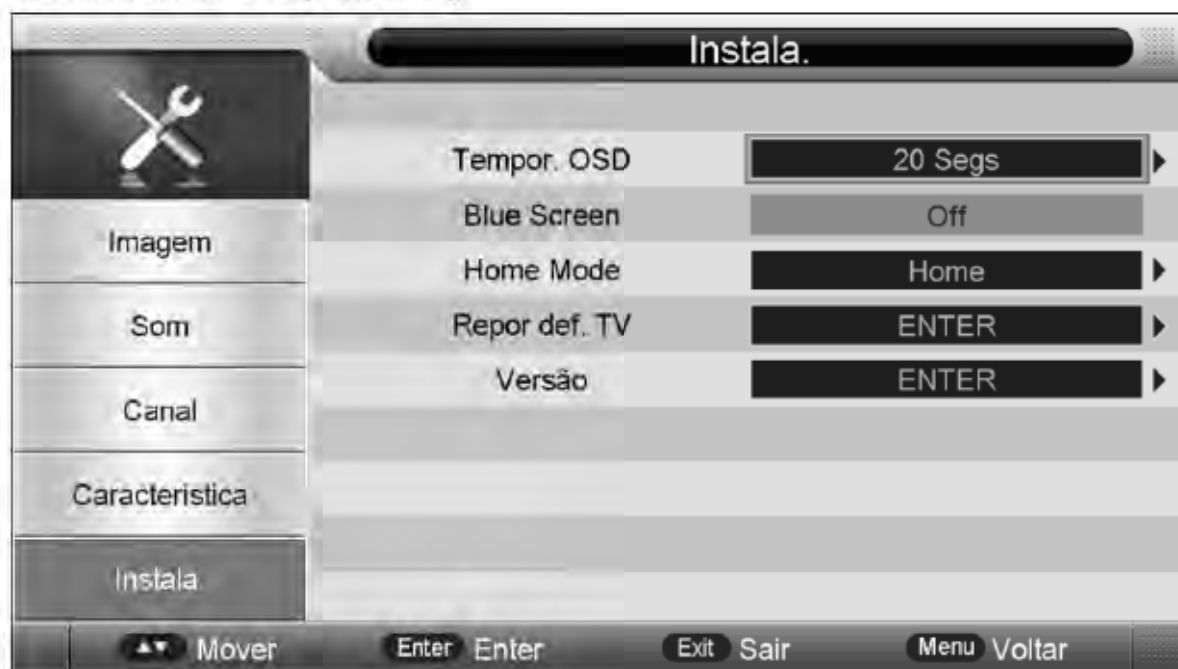 Instala.
Tempor. OSD 20 Segs
Blue Screen Off
Home Mode Home
Repor def. TV ENTER
Versão ENTER
Imagem
Som
Canal
Caracteristica
Instala
Mover Enter Enter Exit Sair Menu Voltar